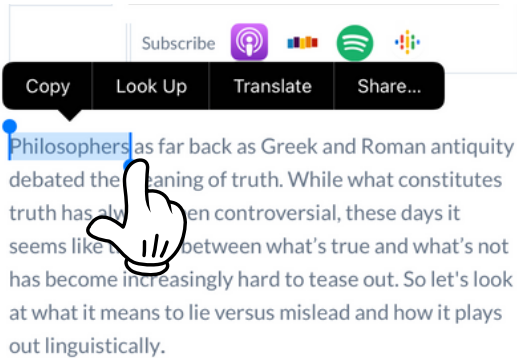 Subscribe
Copy Look Up Translate Share...
Philosophers as far back as Greek and Roman antiquity
debated the of truth. While what constitutes
truth has controversial, these days it
seems like between what's true and what's not
has become increasingly hard to tease out. So let's look
at what it means to lie versus mislead and how it plays
out linguistically.